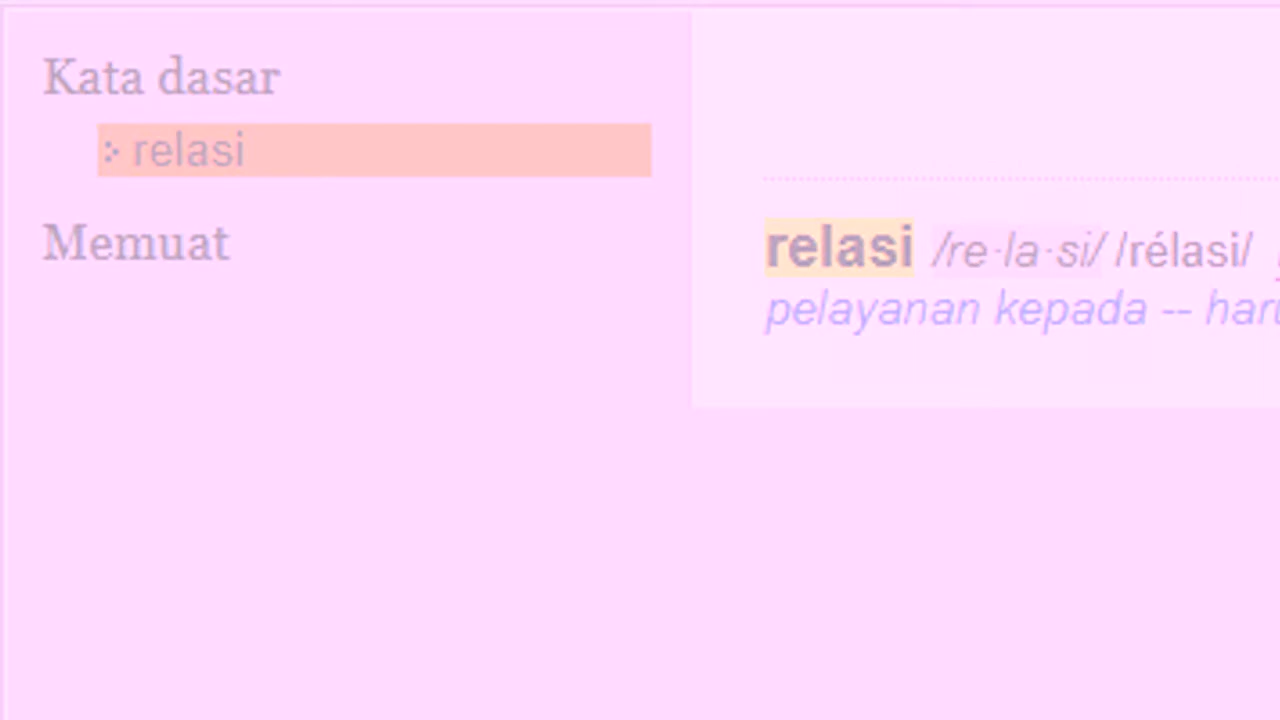 Kata dasar
relasi
Memuat
relasi /re·la·si/ /rélasi/
pelayanan kepada --